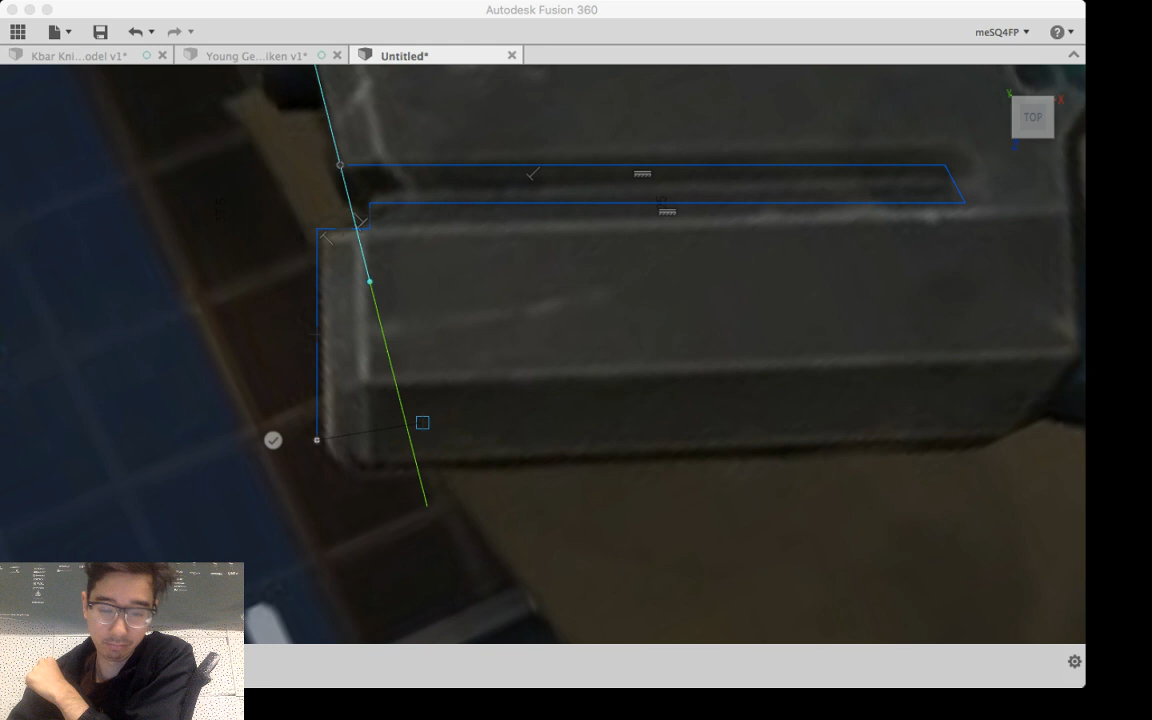 Autodesk Fusion 360
meSQ4FP
Kbar Kni...odel v1*
Young Ge...iken v1*
Untitled*
Y
X
TOP